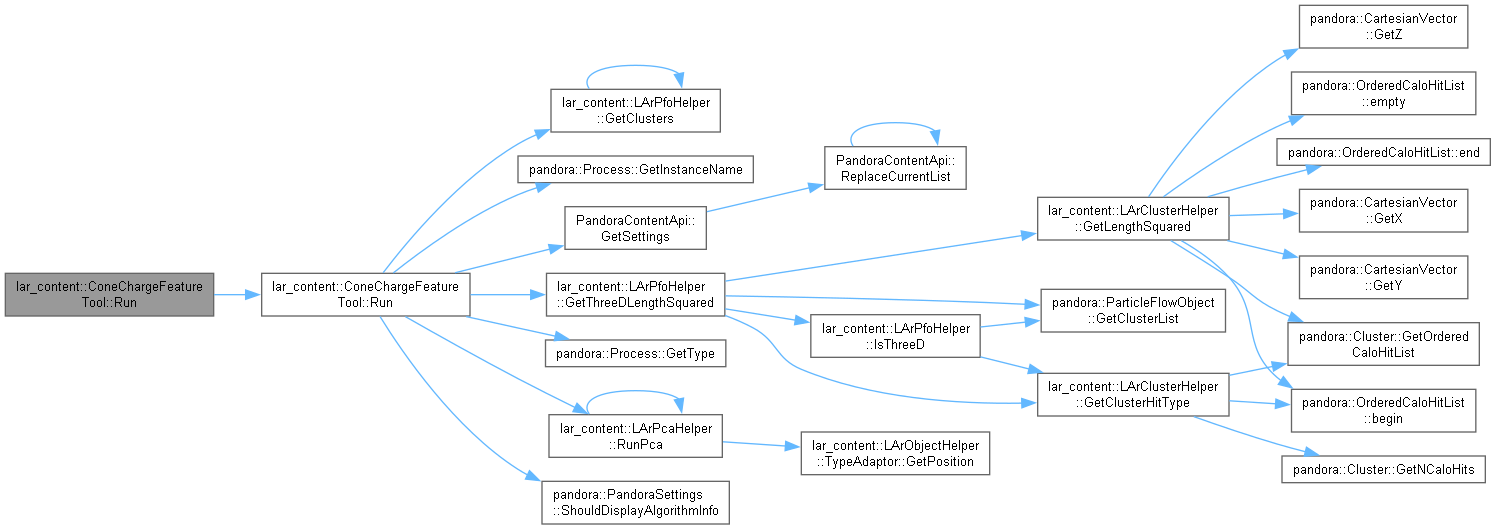 lar_content::ConeChargeFeature
Tool::Run
lar_content::ConeChargeFeature
Tool::Run
lar_content::LArPfoHelper
::GetClusters
pandora::Process::GetInstanceName
PandoraContentApi::
GetSettings
lar_content::LArPfoHelper
::GetThreeDLengthSquared
pandora::Process::GetType
lar_content::LArPcaHelper
::RunPca
pandora::PandoraSettings
::ShouldDisplayAlgorithmInfo
PandoraContentApi::
ReplaceCurrentList
lar_content::LArPfoHelper
::IsThreeD
lar_content::LArObjectHelper
::TypeAdaptor::GetPosition
lar_content::LArClusterHelper
::GetLengthSquared
pandora::ParticleFlowObject
::GetClusterList
lar_content::LArClusterHelper
::GetClusterHitType
pandora::CartesianVector
::GetZ
pandora::OrderedCaloHitList
::empty
pandora::OrderedCaloHitList::end
pandora::CartesianVector
::GetX
pandora::CartesianVector
::GetY
pandora::Cluster::GetOrdered
CaloHitList
pandora::OrderedCaloHitList
::begin
pandora::Cluster::GetNCaloHits